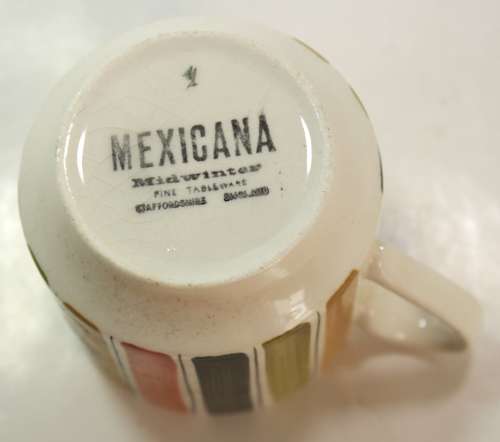 MEXICANA
Midwinter
FINE TABLEWARE
STAFFORDSHIRE ENGLAND